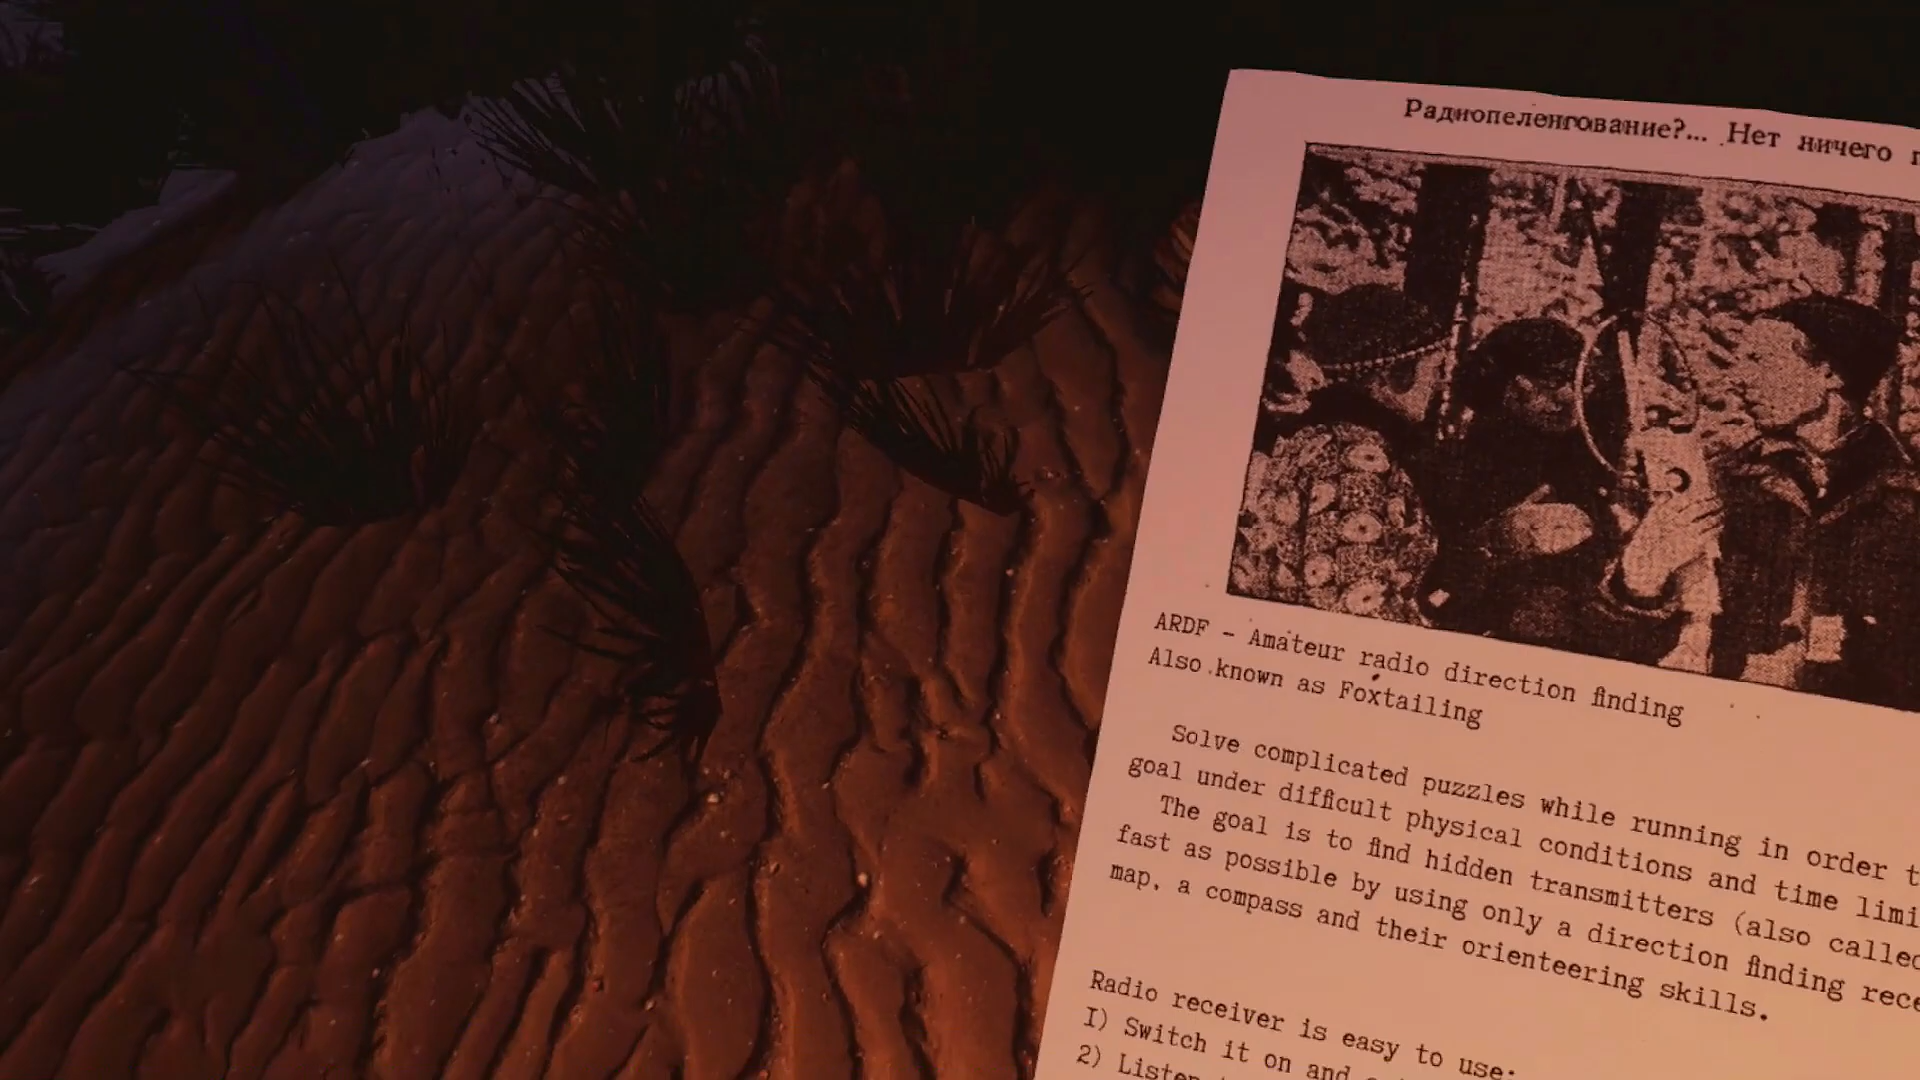 Радиопеленгование?... Нет ничего
ARDF - Amateur radio direction finding
Also known as Foxtailing
Solve complicated puzzles while running in order
goal under difficult physical conditions and time
The goal is to find hidden transmitters (also called
fast as possible by using only a direction finding
map, a compass and their orienteering skills.
Radio receiver is easy to use:
I) Switch it on and
2) Listen